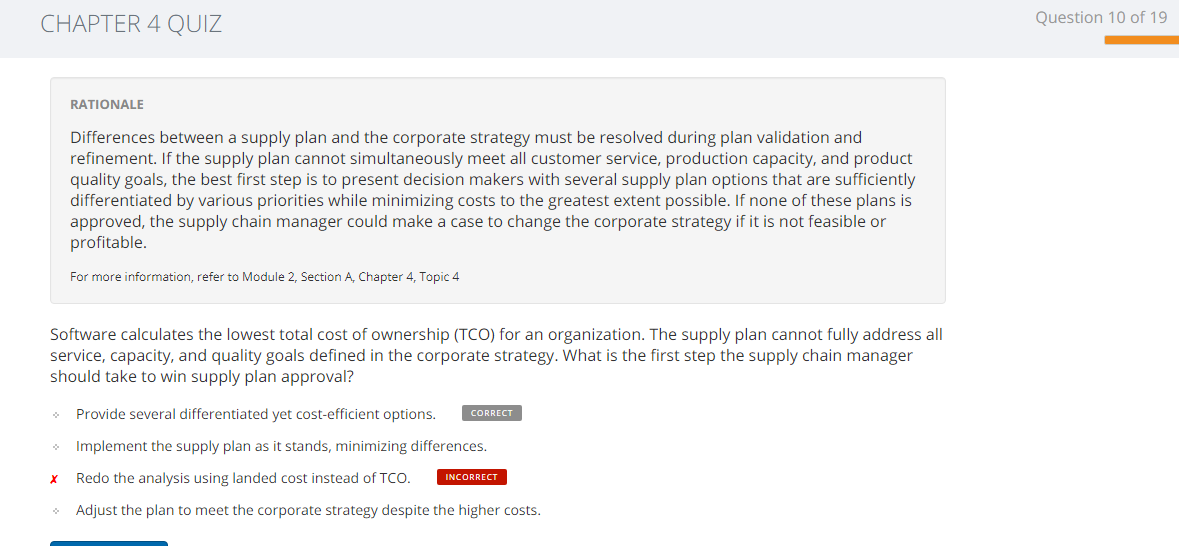 CHAPTER 4 QUIZ
Question 10 of 19
RATIONALE
Differences between a supply plan and the corporate strategy must be resolved during plan validation and
refinement. If the supply plan cannot simultaneously meet all customer service, production capacity, and product
quality goals, the best first step is to present decision makers with several supply plan options that are sufficiently
differentiated by various priorities while minimizing costs to the greatest extent possible. If none of these plans is
approved, the supply chain manager could make a case to change the corporate strategy if it is not feasible or
profitable.
For more information, refer to Module 2, Section A, Chapter 4, Topic 4
Software calculates the lowest total cost of ownership (TCO) for an organization. The supply plan cannot fully address all
service, capacity, and quality goals defined in the corporate strategy. What is the first step the supply chain manager
should take to win supply plan approval?
Provide several differentiated yet cost-efficient options. CORRECT
Implement the supply plan as it stands, minimizing differences.
✗ Redo the analysis using landed cost instead of TCO. INCORRECT
Adjust the plan to meet the corporate strategy despite the higher costs.